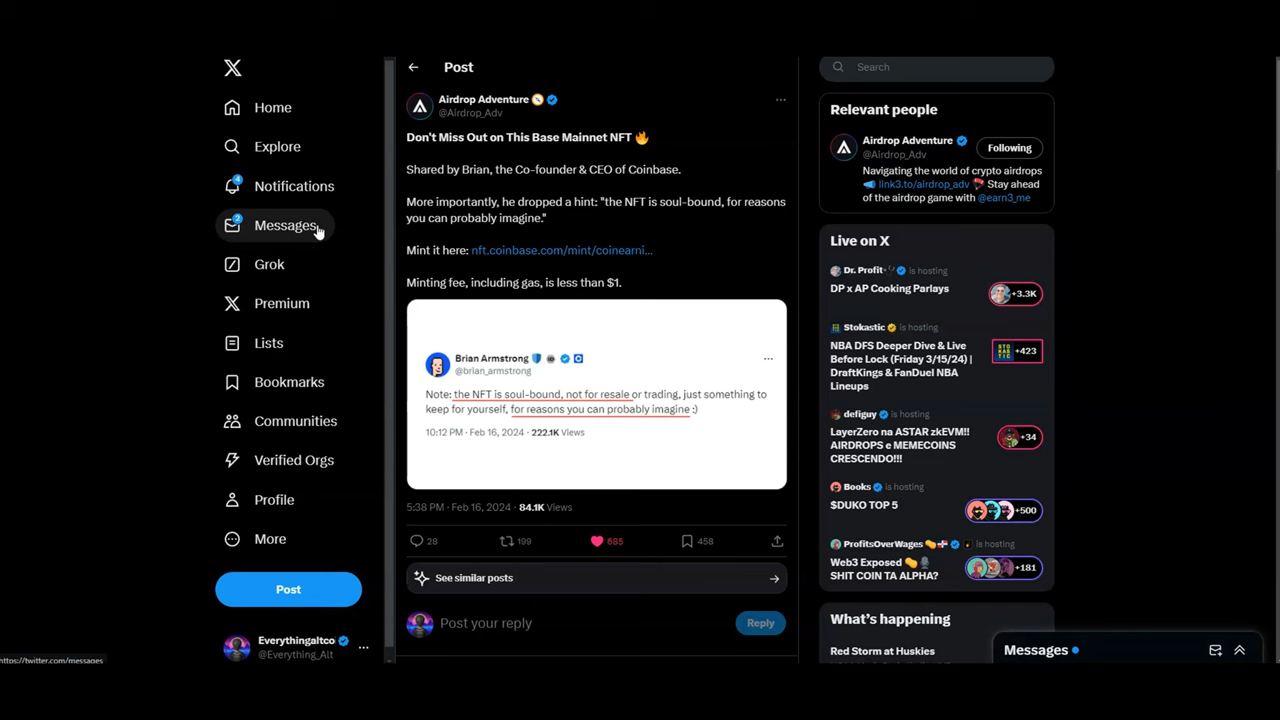 Home
Explore
4
Notifications
2
Messages
Grok
Premium
Lists
Bookmarks
Communities
Verified Orgs
Profile
More
Post
Everythingaltco
@Everything_Alt
https://twitter.com/messages
Post
Airdrop Adventure
@Airdrop_Adv
Don't Miss Out on This Base Mainnet NFT 🔥
Shared by Brian, the Co-founder & CEO of Coinbase.
More importantly, he dropped a hint: "the NFT is soul-bound, for reasons
you can probably imagine."
Mint it here: nft.coinbase.com/mint/coinearni...
Minting fee, including gas, is less than $1.
Brian Armstrong
@brian_armstrong
Note: the NFT is soul-bound, not for resale or trading, just something to
keep for yourself, for reasons you can probably imagine :)
10:12 PM · Feb 16, 2024 · 222.1K Views
5:38 PM · Feb 16, 2024 · 84.1K Views
28 199 685 458
See similar posts
Post your reply
Reply
Search
Relevant people
Airdrop Adventure
@Airdrop_Adv
Following
Navigating the world of crypto airdrops
📣 link3.to/airdrop_adv 🚩 Stay ahead
of the airdrop game with @earn3_me
Live on X
Dr. Profit is hosting
DP x AP Cooking Parlays
+3.3K
Stokastic is hosting
NBA DFS Deeper Dive & Live
Before Lock (Friday 3/15/24) |
DraftKings & FanDuel NBA
Lineups
+423
defiguy is hosting
LayerZero na ASTAR zkEVM!!
AIRDROPS e MEMECOINS
CRESCENDO!!!
+34
Books is hosting
$DUKO TOP 5
+500
ProfitsOverWages is hosting
Web3 Exposed
SHIT COIN TA ALPHA?
+181
What's happening
Red Storm at Huskies
Messages